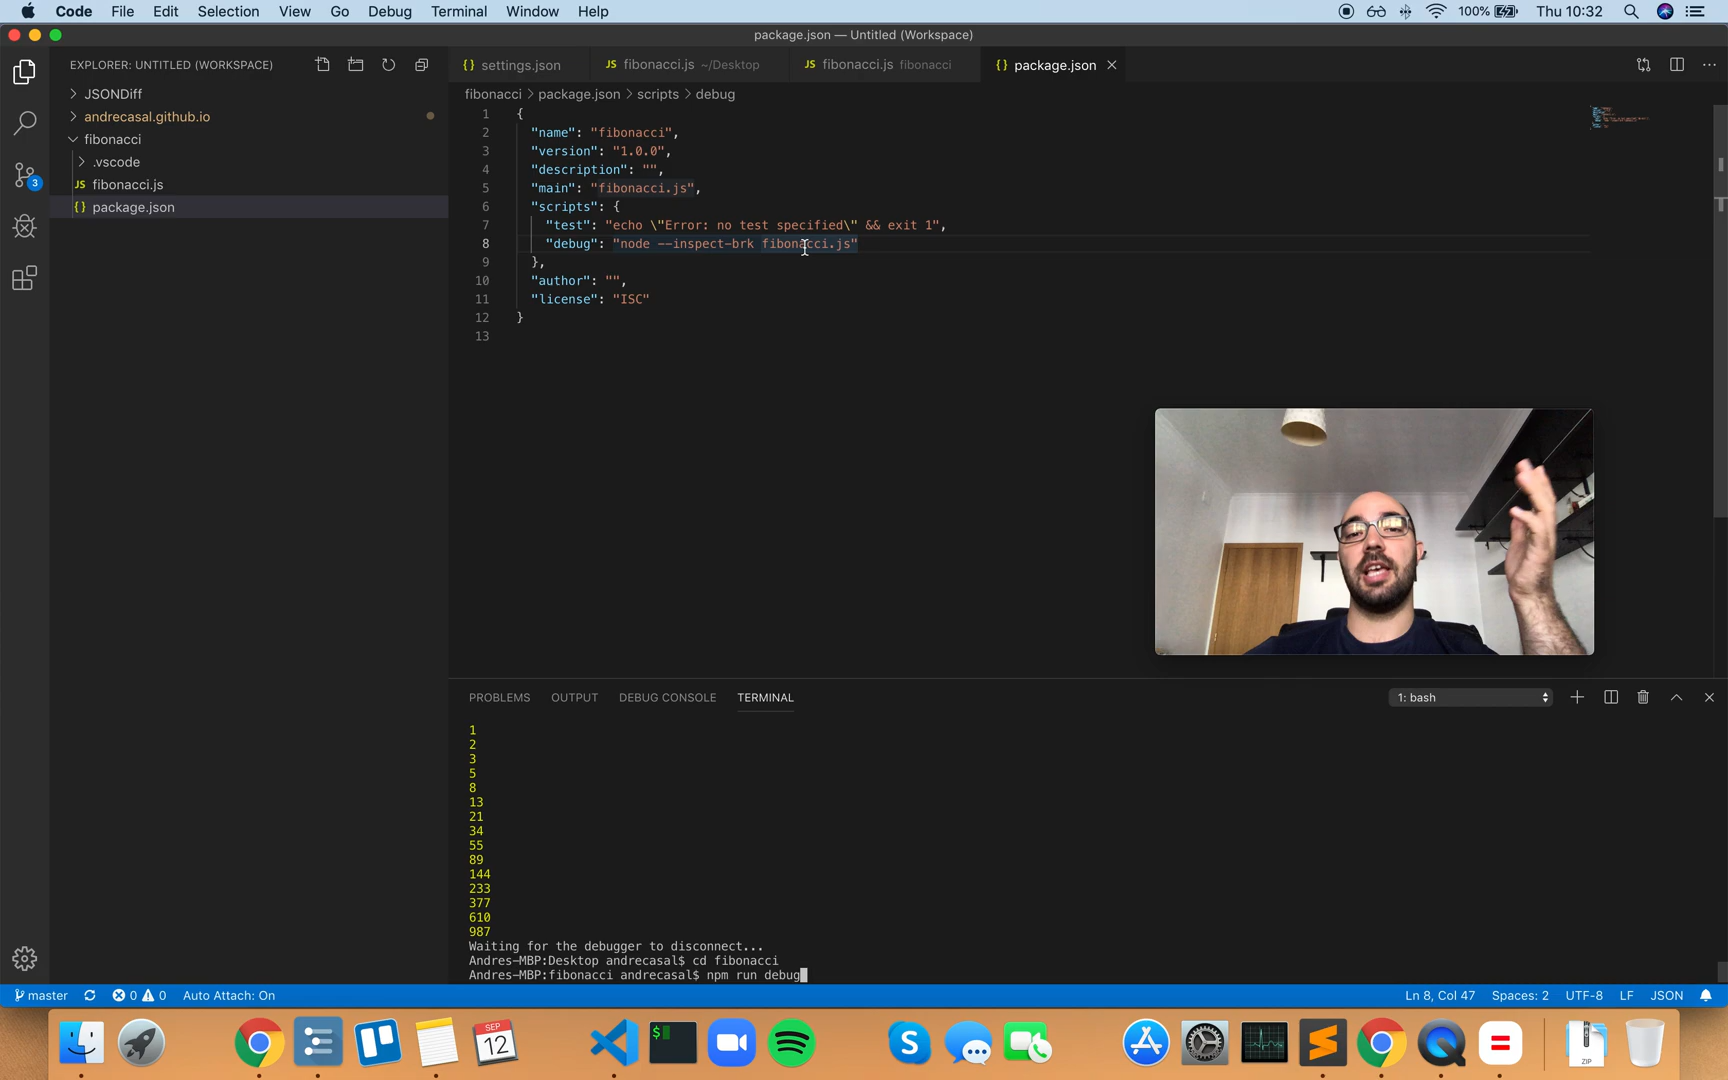 Code File Edit Selection View Go Debug Terminal Window Help 100% Thu 10:32
package.json — Untitled (Workspace)
EXPLORER: UNTITLED (WORKSPACE)
JSONDiff
andrecasal.github.io
fibonacci
.vscode
JS fibonacci.js
{} package.json
3
{} settings.json JS fibonacci.js ~/Desktop JS fibonacci.js fibonacci {} package.json
fibonacci > package.json > scripts > debug
1 {
2 "name": "fibonacci",
3 "version": "1.0.0",
4 "description": "",
5 "main": "fibonacci.js",
6 "scripts": {
7 "test": "echo \"Error: no test specified\" && exit 1",
8 "debug": "node --inspect-brk fibonacci.js"
9 },
10 "author": "",
11 "license": "ISC"
12 }
13
PROBLEMS OUTPUT DEBUG CONSOLE TERMINAL 1: bash
1
2
3
5
8
13
21
34
55
89
144
233
377
610
987
Waiting for the debugger to disconnect...
Andres-MBP:Desktop andrecasal$ cd fibonacci
Andres-MBP:fibonacci andrecasal$ npm run debug
master 0 0 Auto Attach: On Ln 8, Col 47 Spaces: 2 UTF-8 LF JSON
SEP
12
$
S
ZIP